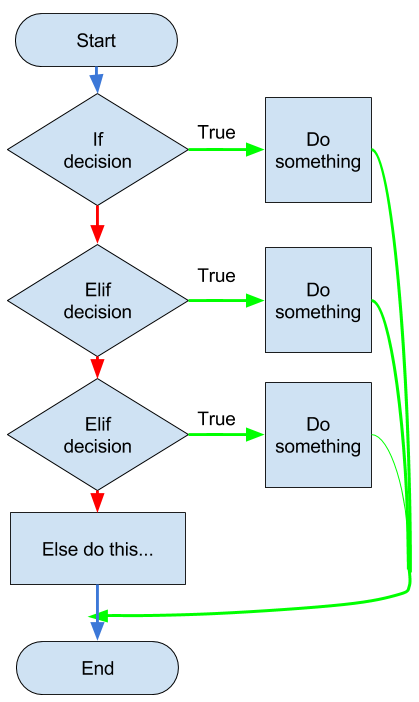 Start
If
decision
True
Do
something
Elif
decision
True
Do
something
Elif
decision
True
Do
something
Else do this...
End